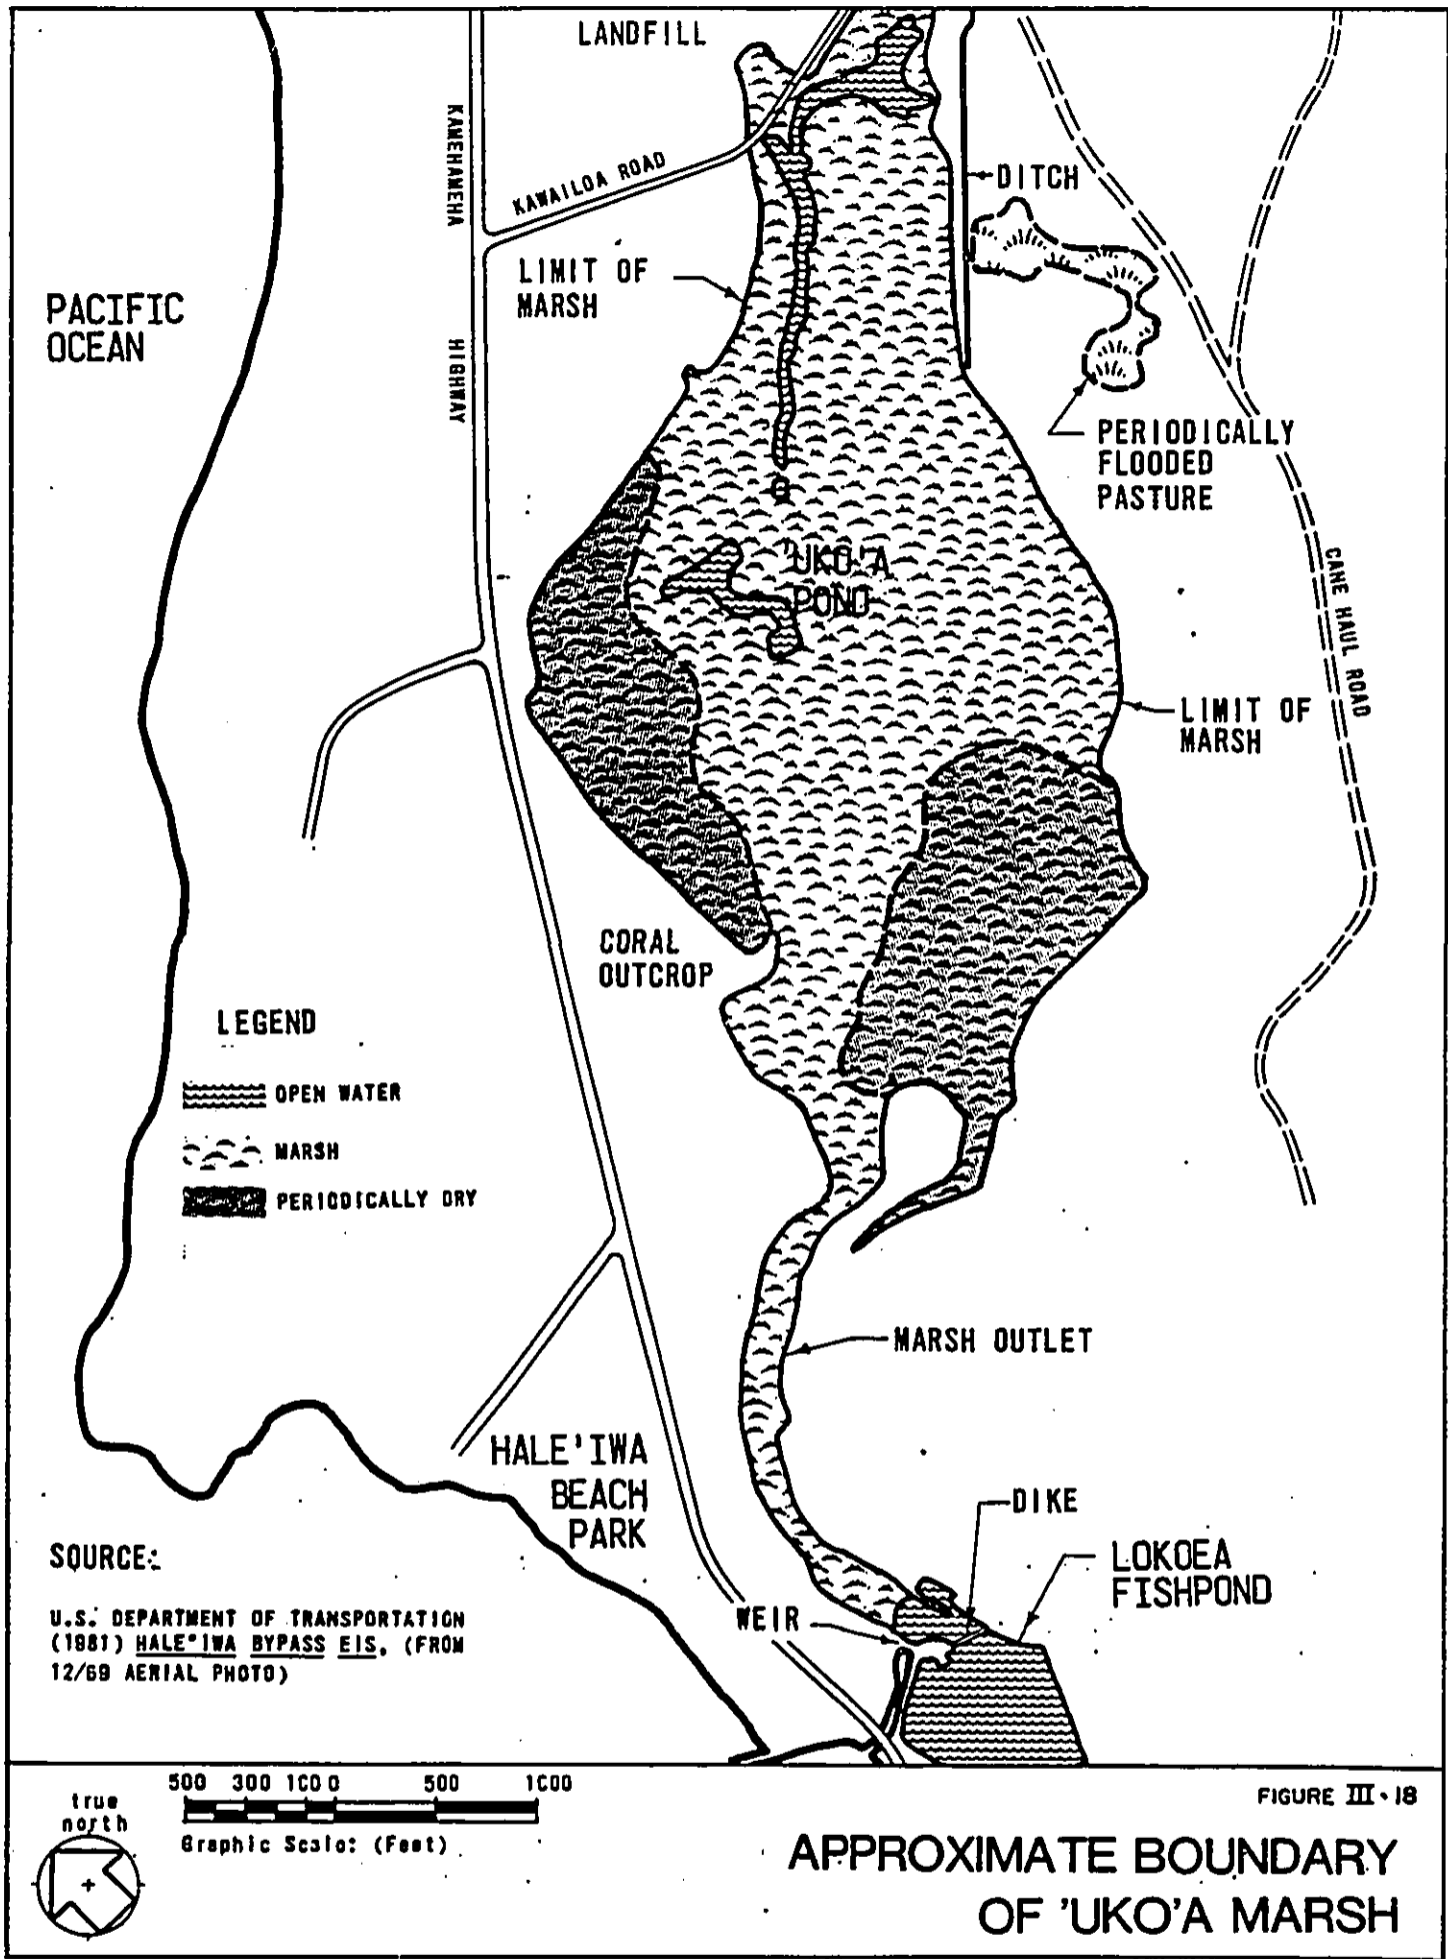 LANDFILL
KAMEHAMEHA
HIGHWAY
KAWAILOA ROAD
DITCH
LIMIT OF
MARSH
PACIFIC
OCEAN
PERIODICALLY
FLOODED
PASTURE
'UKO'A
POND
CANE HAUL ROAD
LIMIT OF
MARSH
CORAL
OUTCROP
LEGEND
OPEN WATER
MARSH
PERIODICALLY DRY
MARSH OUTLET
HALE'IWA
BEACH
PARK
DIKE
LOKOEA
FISHPOND
WEIR
SOURCE:
U.S. DEPARTMENT OF TRANSPORTATION
(1981) HALE'IWA BYPASS EIS, (FROM
12/69 AERIAL PHOTO)
500 300 100 0 500 1000
Graphic Scale: (Feet)
true
north
FIGURE III-18
APPROXIMATE BOUNDARY
OF 'UKO'A MARSH